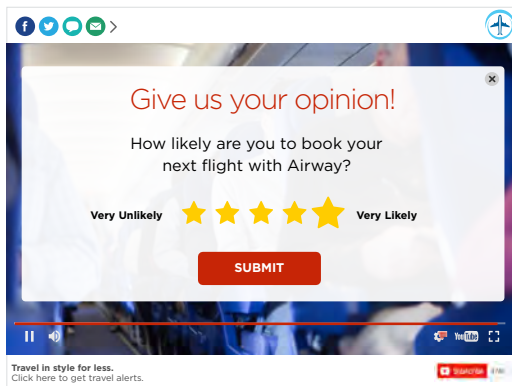 Give us your opinion!
How likely are you to book your
next flight with Airway?
Very Unlikely
Very Likely
SUBMIT
YouTube
Travel in style for less.
Click here to get travel alerts.